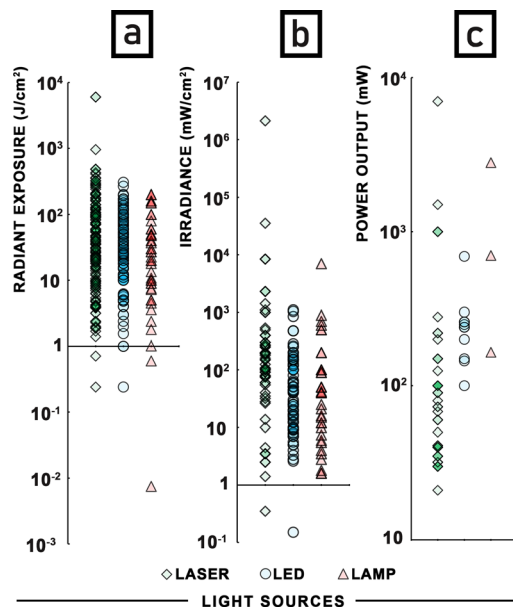 a
b
c
RADIANT EXPOSURE (J/cm²)
10⁴
10³
10²
10
1
10⁻¹
10⁻²
10⁻³
IRRADIANCE (mW/cm²)
10⁷
10⁶
10⁵
10⁴
10³
10²
10
1
10⁻¹
POWER OUTPUT (mW)
10⁴
10³
10²
10
LASER LED LAMP
LIGHT SOURCES